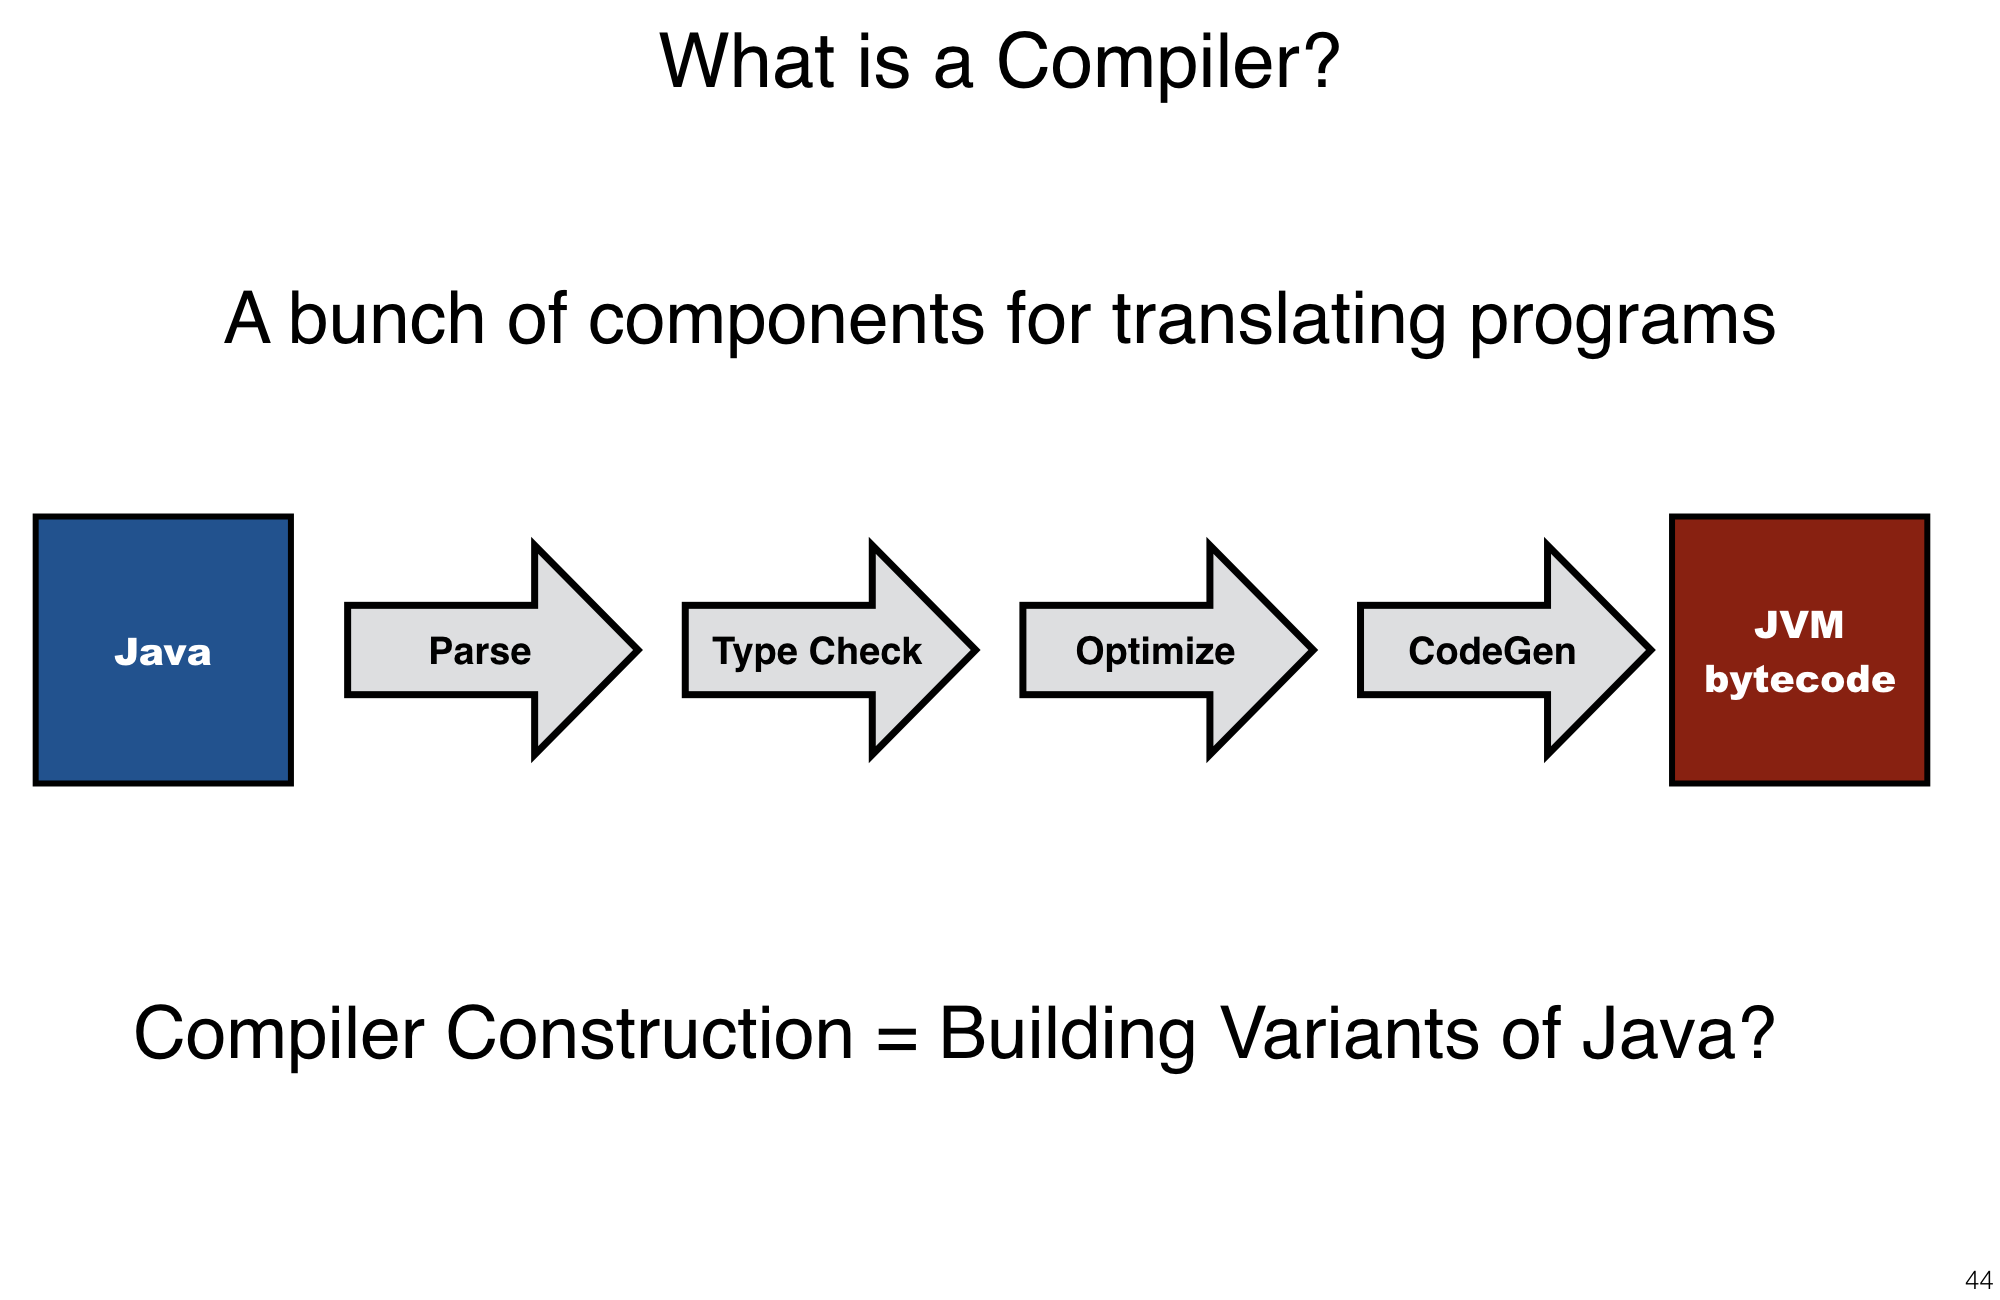 What is a Compiler?
A bunch of components for translating programs
Java
Parse
Type Check
Optimize
CodeGen
JVM
bytecode
Compiler Construction = Building Variants of Java?
44